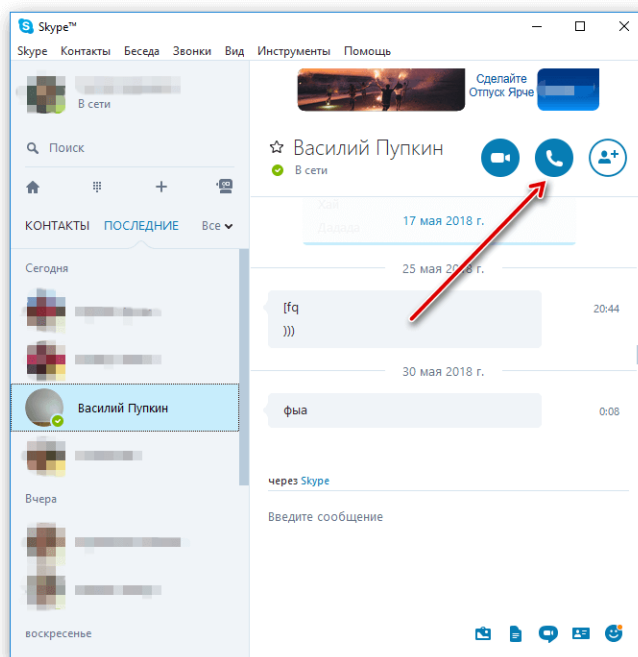 Skype™
Skype Контакты Беседа Звонки Вид Инструменты Помощь
В сети
Сделайте
Отпуск Ярче
Поиск
Василий Пупкин
В сети
КОНТАКТЫ ПОСЛЕДНИЕ Все
Хан
17 мая 2018 г.
Сегодня
25 мая 2018 г.
[fq
)))
20:44
30 мая 2018 г.
Василий Пупкин
фыа
0:08
через Skype
Вчера
Введите сообщение
воскресенье